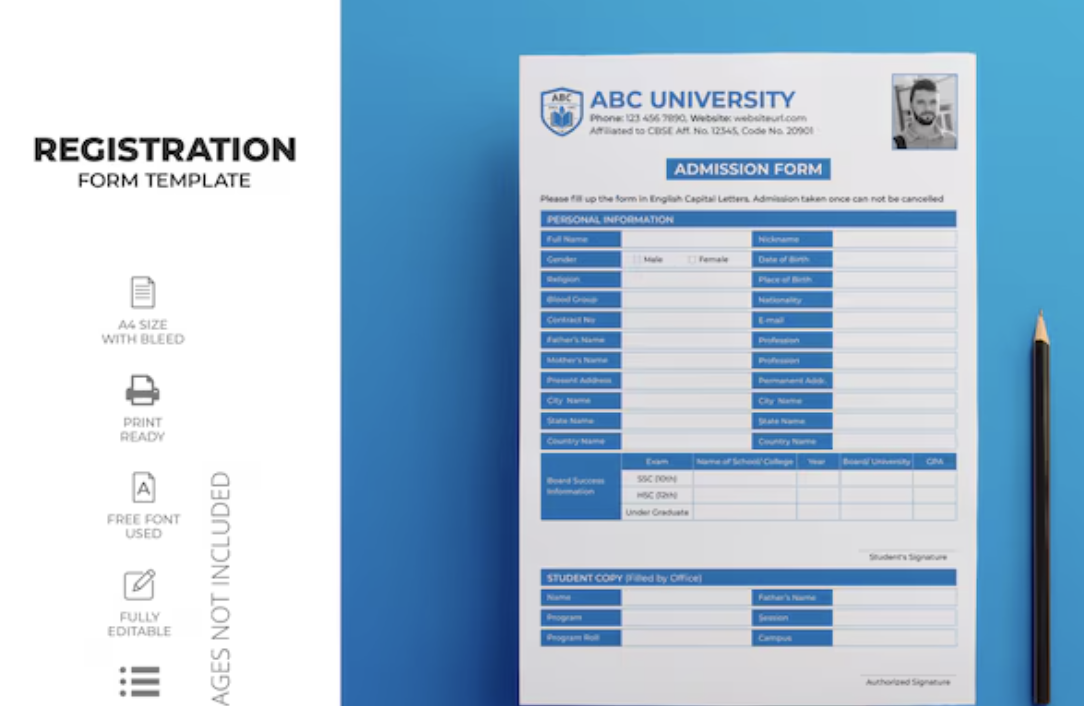 REGISTRATION
FORM TEMPLATE
A4 SIZE
WITH BLEED
PRINT
READY
A
FREE FONT
USED
FULLY
EDITABLE
AGES NOT INCLUDED
ABC
ABC UNIVERSITY
Phone: 123 456 7890, Website: websiteurl.com
Affiliated to CBSE Aff. No. 12345, Code No. 20901
ADMISSION FORM
Please fill up the form in English Capital Letters. Admission taken once can not be cancelled
PERSONAL INFORMATION
Full Name Nickname
Gender Male Female Date of Birth
Religion Place of Birth
Blood Group Nationality
Contract No E-mail
Father's Name Profession
Mother's Name Profession
Present Address Permanent Addr.
City Name City Name
State Name State Name
Country Name Country Name
Board Success
Information
Exam Name of School/ College Year Board/ University GPA
SSC (10th)
HSC (12th)
Under Graduate
Student's Signature
STUDENT COPY (Filled by Office)
Name Father's Name
Program Session
Program Roll Campus
Authorized Signature